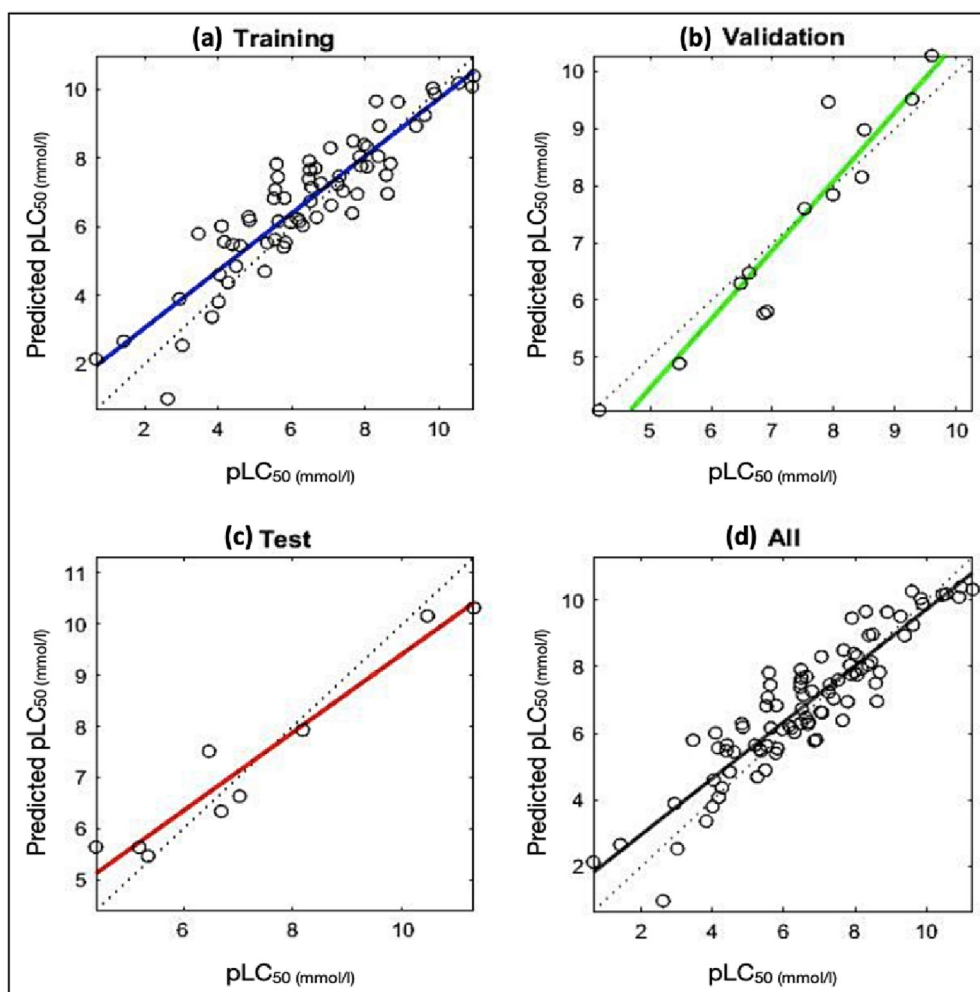 (a) Training
Predicted pLC50 (mmol/l)
10
8
6
4
2
2 4 6 8 10
pLC50 (mmol/l)
(b) Validation
Predicted pLC50 (mmol/l)
10
9
8
7
6
5
5 6 7 8 9 10
pLC50 (mmol/l)
(c) Test
Predicted pLC50 (mmol/l)
11
10
9
8
7
6
5
6 8 10
pLC50 (mmol/l)
(d) All
Predicted pLC50 (mmol/l)
10
8
6
4
2
2 4 6 8 10
pLC50 (mmol/l)